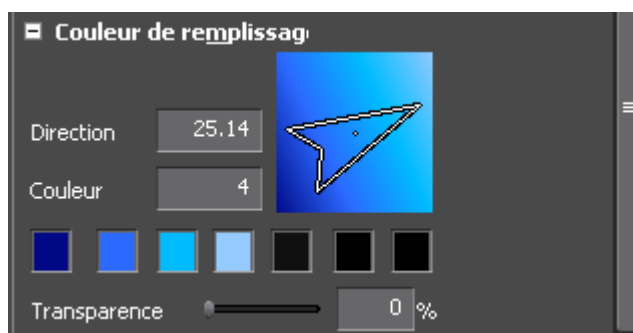 Couleur de remplissag
Direction 25.14
Couleur 4
Transparence 0 %